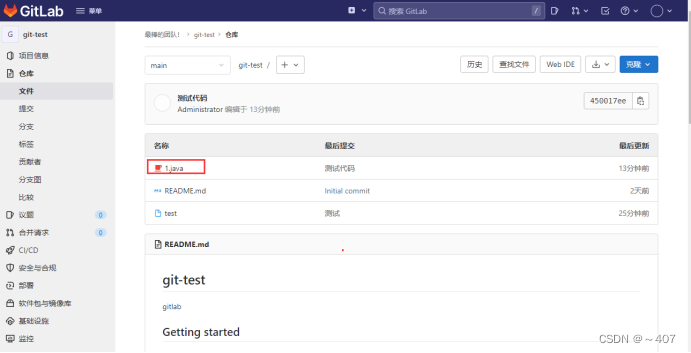 GitLab 菜单 搜索 GitLab /
G git-test
最棒的团队! > git-test > 仓库
项目信息
仓库
文件
提交
分支
标签
贡献者
分支图
比较
议题 0
合并请求 0
CI/CD
安全与合规
部署
软件包与镜像库
基础设施
监控
main git-test / +
历史 查找文件 Web IDE 克隆
测试代码
Administrator 编辑于 13分钟前
450017ee
名称 最后提交 最后更新
1.java 测试代码 13分钟前
README.md Initial commit 2天前
test 测试 25分钟前
README.md
git-test
gitlab
Getting started
CSDN @～407